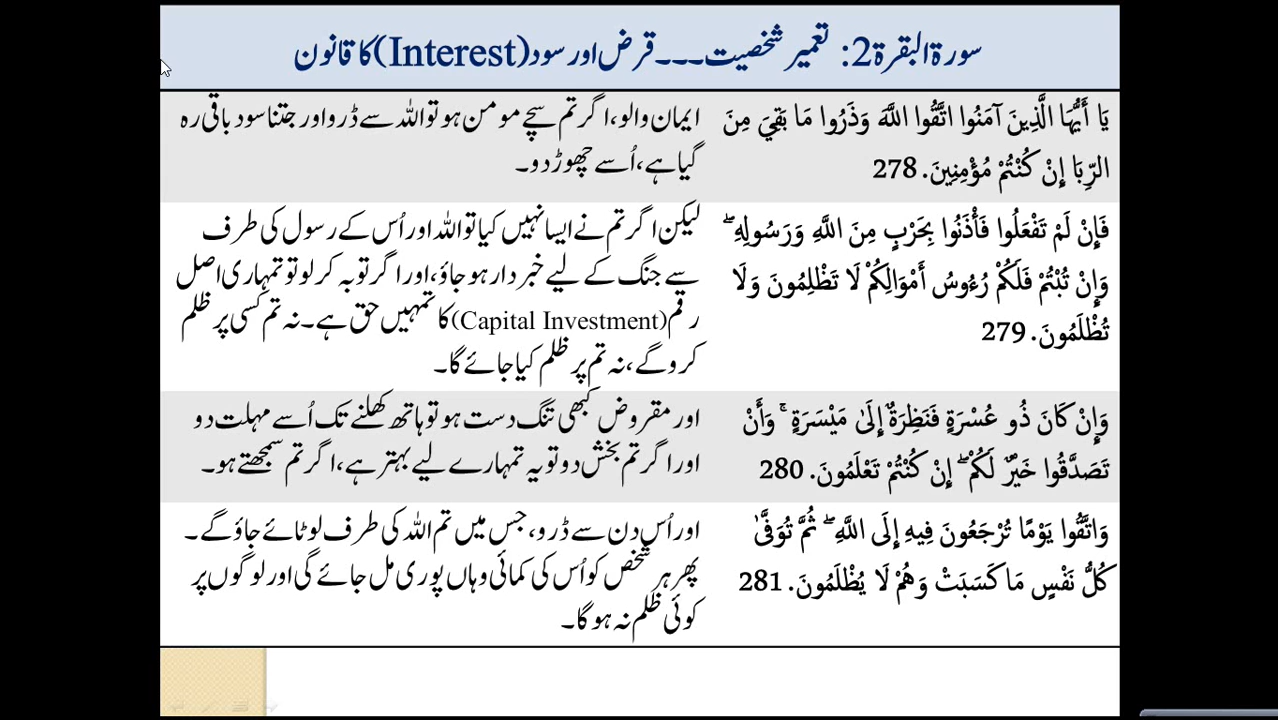 سورۃ البقرۃ 2: تعمیر شخصیت۔۔۔قرض اور سود (Interest) کا قانون
يَا أَيُّهَا الَّذِينَ آمَنُوا اتَّقُوا اللَّهَ وَذَرُوا مَا بَقِيَ مِنَ
الرِّبَا إِنْ كُنْتُمْ مُؤْمِنِينَ. 278
ایمان والو، اگر تم سچے مومن ہو تو اللہ سے ڈرو اور جتنا سود باقی رہ
گیا ہے، اُسے چھوڑ دو۔
فَإِنْ لَمْ تَفْعَلُوا فَأْذَنُوا بِحَرْبٍ مِنَ اللَّهِ وَرَسُولِهِ ۖ
وَإِنْ تُبْتُمْ فَلَكُمْ رُءُوسُ أَمْوَالِكُمْ لَا تَظْلِمُونَ وَلَا
تُظْلَمُونَ. 279
لیکن اگر تم نے ایسا نہیں کیا تو اللہ اور اُس کے رسول کی طرف
سے جنگ کے لیے خبردار ہو جاؤ، اور اگر توبہ کر لو تو تمہاری اصل
رقم (Capital Investment) کا تمہیں حق ہے۔ نہ تم کسی پر ظلم
کرو گے، نہ تم پر ظلم کیا جائے گا۔
وَإِنْ كَانَ ذُو عُسْرَةٍ فَنَظِرَةٌ إِلَىٰ مَيْسَرَةٍ ۚ وَأَنْ
تَصَدَّقُوا خَيْرٌ لَكُمْ ۖ إِنْ كُنْتُمْ تَعْلَمُونَ. 280
اور مقروض کبھی تنگ دست ہو تو ہاتھ کھلنے تک اُسے مہلت دو
اور اگر تم بخش دو تو یہ تمہارے لیے بہتر ہے، اگر تم سمجھتے ہو۔
وَاتَّقُوا يَوْمًا تُرْجَعُونَ فِيهِ إِلَى اللَّهِ ۖ ثُمَّ تُوَفَّىٰ
كُلُّ نَفْسٍ مَا كَسَبَتْ وَهُمْ لَا يُظْلَمُونَ. 281
اور اُس دن سے ڈرو، جس میں تم اللہ کی طرف لوٹائے جاؤ گے۔
پھر ہر شخص کو اُس کی کمائی وہاں پوری مل جائے گی اور لوگوں پر
کوئی ظلم نہ ہو گا۔